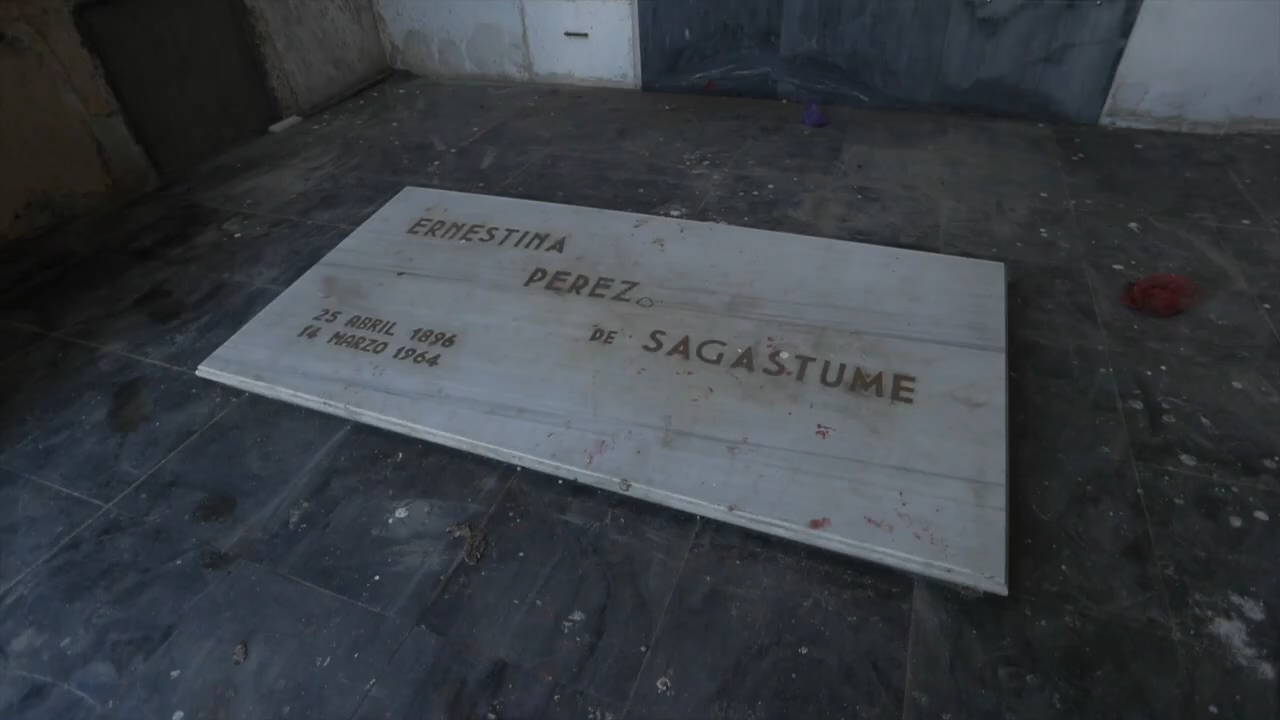 ERNESTINA
PEREZ
DE SAGASTUME
25 ABRIL 1896
14 MARZO 1964